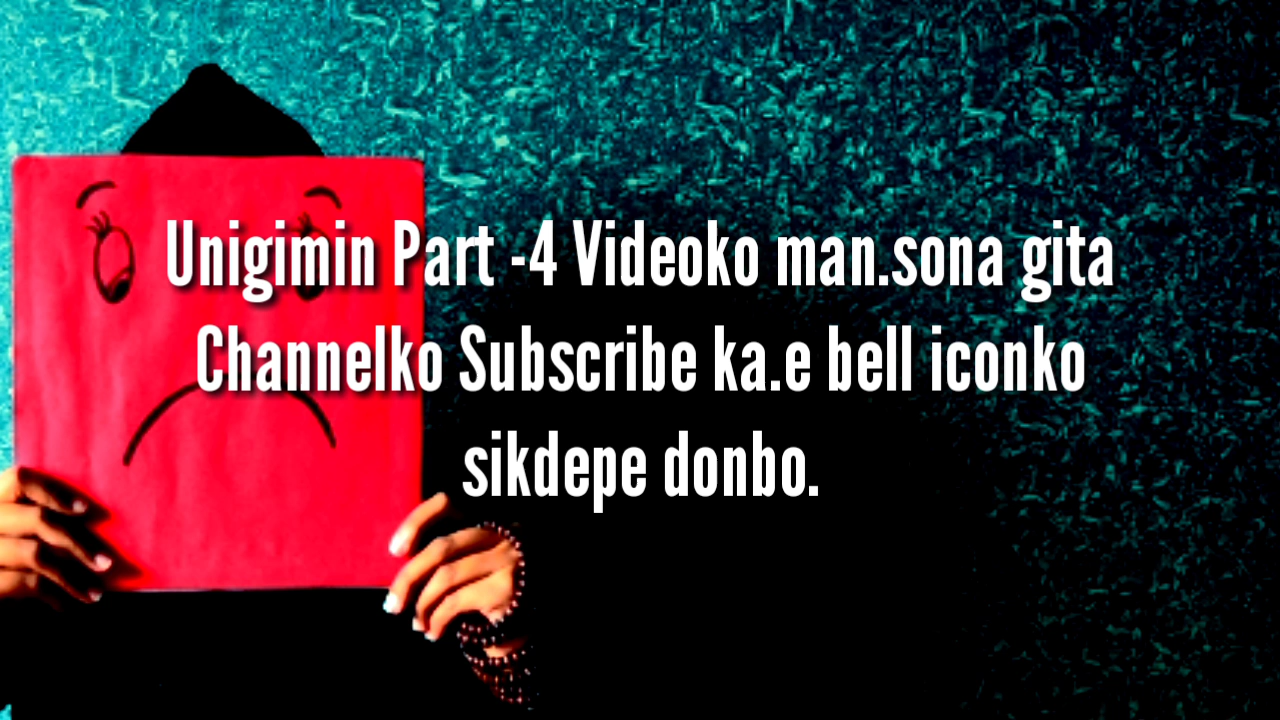 Unigimin Part -4 Videoko man.sona gita
Channelko Subscribe ka.e bell iconko
sikdepe donbo.